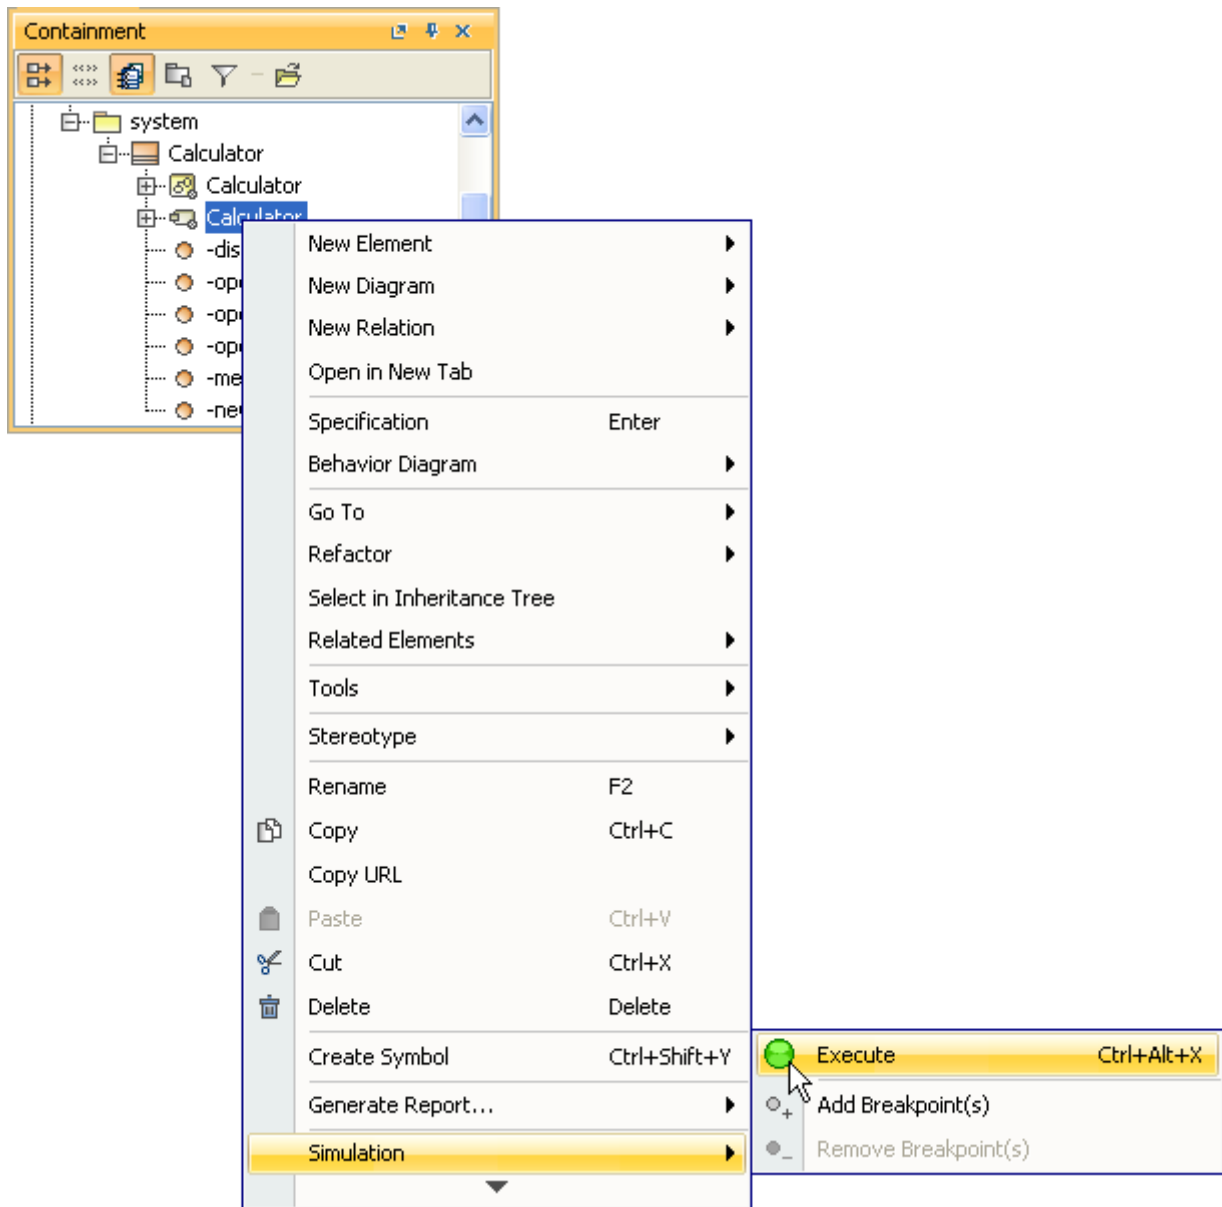 Containment
system
Calculator
Calculator
Calculator
-dis
-op
-op
-op
-me
-ne
New Element
New Diagram
New Relation
Open in New Tab
Specification Enter
Behavior Diagram
Go To
Refactor
Select in Inheritance Tree
Related Elements
Tools
Stereotype
Rename F2
Copy Ctrl+C
Copy URL
Paste Ctrl+V
Cut Ctrl+X
Delete Delete
Create Symbol Ctrl+Shift+Y
Generate Report...
Simulation
Execute Ctrl+Alt+X
Add Breakpoint(s)
Remove Breakpoint(s)